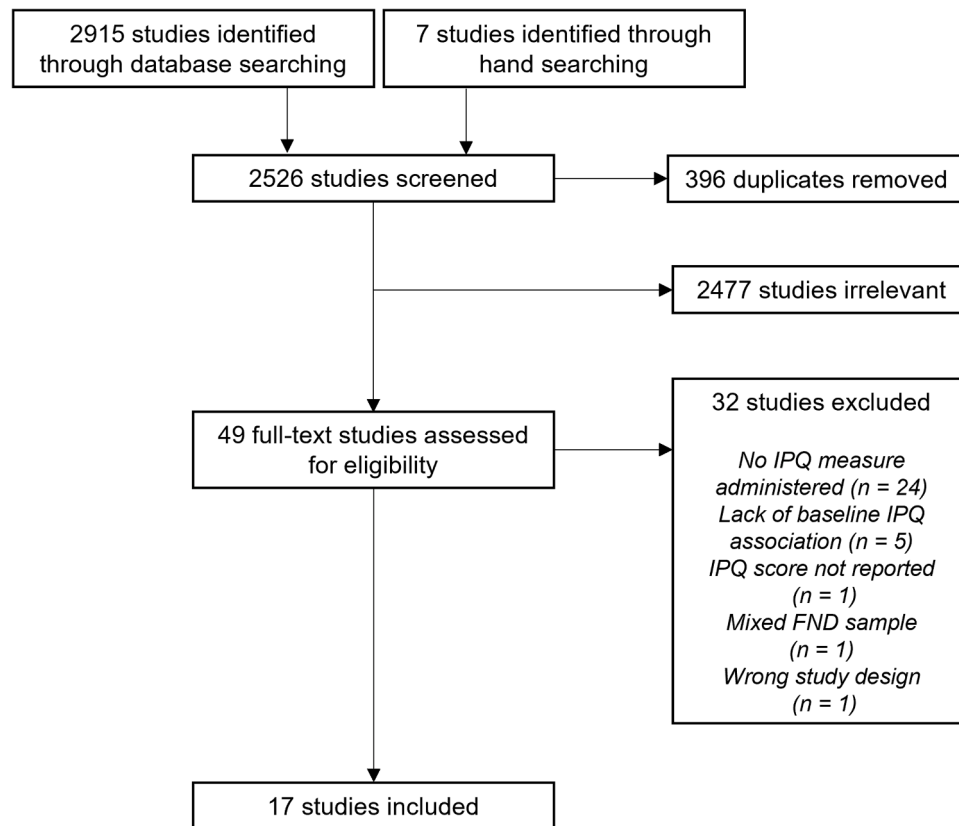 2915 studies identified
through database searching
7 studies identified through
hand searching
2526 studies screened
396 duplicates removed
2477 studies irrelevant
49 full-text studies assessed
for eligibility
32 studies excluded
No IPQ measure
administered (n = 24)
Lack of baseline IPQ
association (n = 5)
IPQ score not reported
(n = 1)
Mixed FND sample
(n = 1)
Wrong study design
(n = 1)
17 studies included